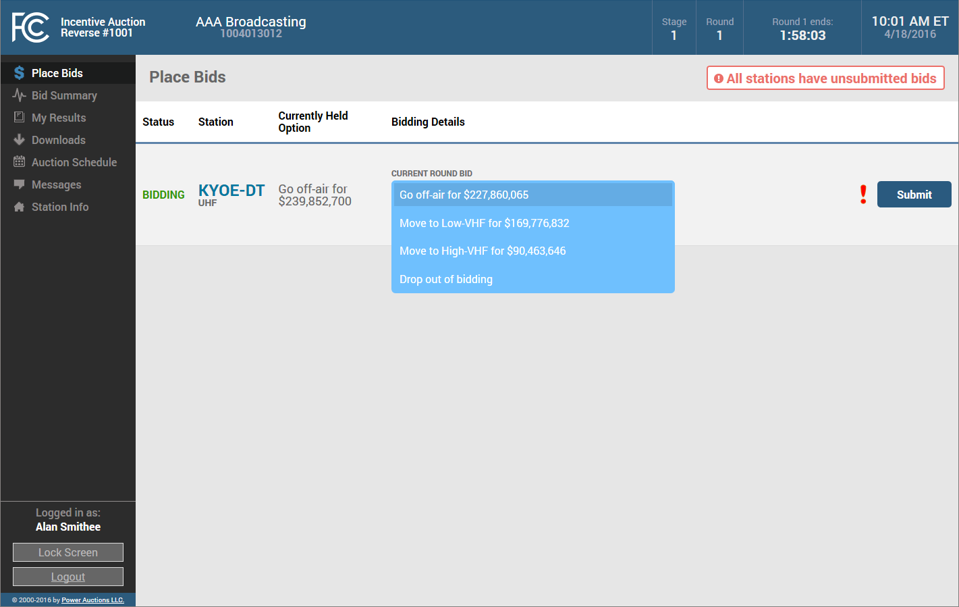 FCC
Incentive Auction
Reverse #1001
AAA Broadcasting
1004013012
Stage
1
Round
1
Round 1 ends:
1:58:03
10:01 AM ET
4/18/2016
Place Bids
Bid Summary
My Results
Downloads
Auction Schedule
Messages
Station Info
Place Bids
All stations have unsubmitted bids
Status
Station
Currently Held
Option
Bidding Details
BIDDING
KYOE-DT
UHF
Go off-air for
$239,852,700
CURRENT ROUND BID
Go off-air for $227,860,065
Move to Low-VHF for $169,776,832
Move to High-VHF for $90,463,646
Drop out of bidding
Submit
Logged in as:
Alan Smithee
Lock Screen
Logout
© 2000-2016 by Power Auctions LLC.